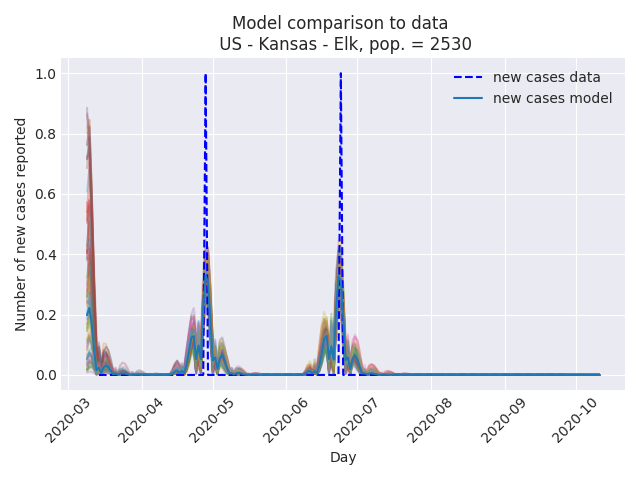 Model comparison to data
US - Kansas - Elk, pop. = 2530
new cases data
new cases model
Number of new cases reported
1.0
0.8
0.6
0.4
0.2
0.0
2020-03
2020-04
2020-05
2020-06
2020-07
2020-08
2020-09
2020-10
Day